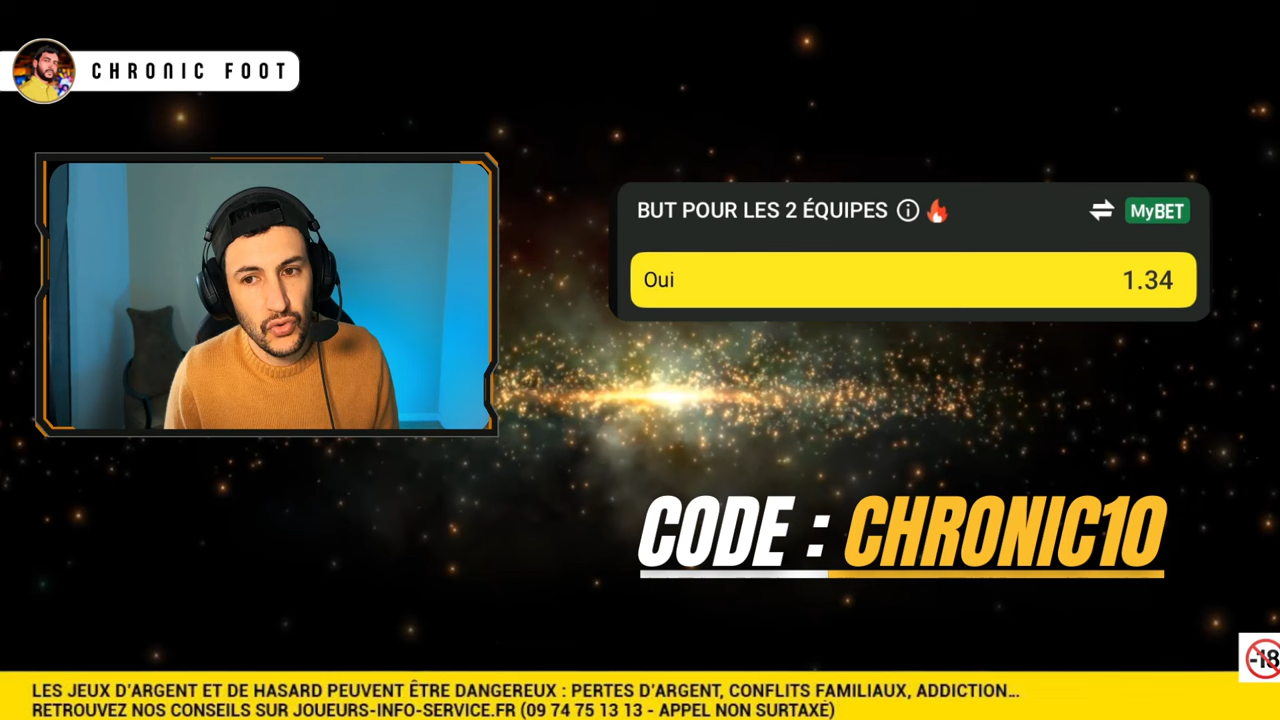 CHRONIC FOOT
BUT POUR LES 2 ÉQUIPES
MyBET
Oui
1.34
CODE : CHRONIC10
-18
LES JEUX D'ARGENT ET DE HASARD PEUVENT ÊTRE DANGEREUX : PERTES D'ARGENT, CONFLITS FAMILIAUX, ADDICTION...
RETROUVEZ NOS CONSEILS SUR JOUEURS-INFO-SERVICE.FR (09 74 75 13 13 - APPEL NON SURTAXÉ)